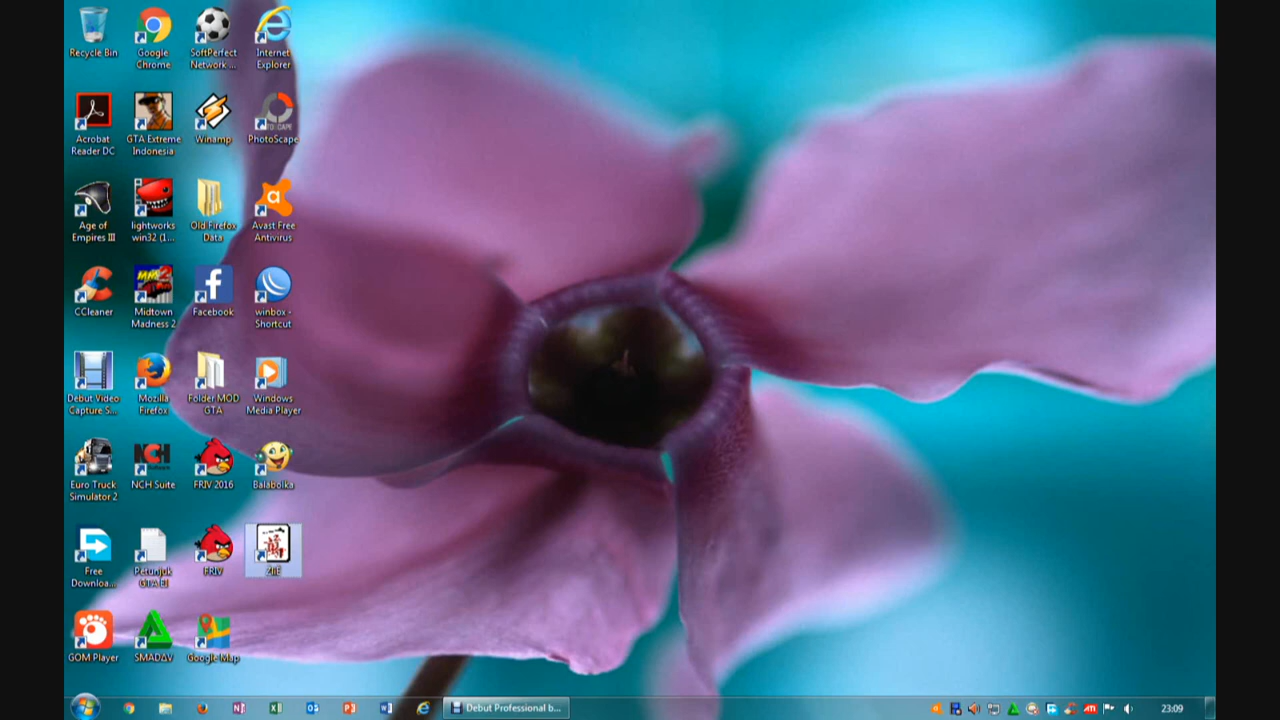 Recycle Bin
Google
Chrome
SoftPerfect
Network ...
Internet
Explorer
Acrobat
Reader DC
GTA Extreme
Indonesia
Winamp
PhotoScape
Age of
Empires III
lightworks
win32 (1...
Old Firefox
Data
Avast Free
Antivirus
CCleaner
Midtown
Madness 2
Facebook
winbox -
Shortcut
Debut Video
Capture S...
Mozilla
Firefox
Folder MOD
GTA
Windows
Media Player
Euro Truck
Simulator 2
NCH Suite
FRIV 2016
Balabolka
Free
Downloa...
Petunjuk
GTA EI
FRIV
GOM Player
SMADAV
Google Map
Debut Professional b...
23:09